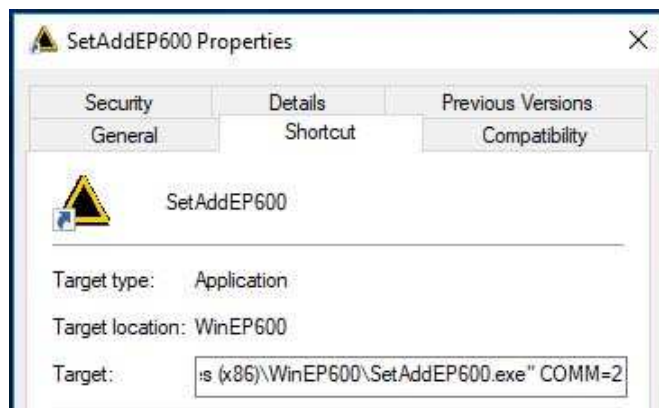 SetAddEP600 Properties
Security Details Previous Versions
General Shortcut Compatibility
SetAddEP600
Target type: Application
Target location: WinEP600
Target: s (x86)\WinEP600\SetAddEP600.exe" COMM=2